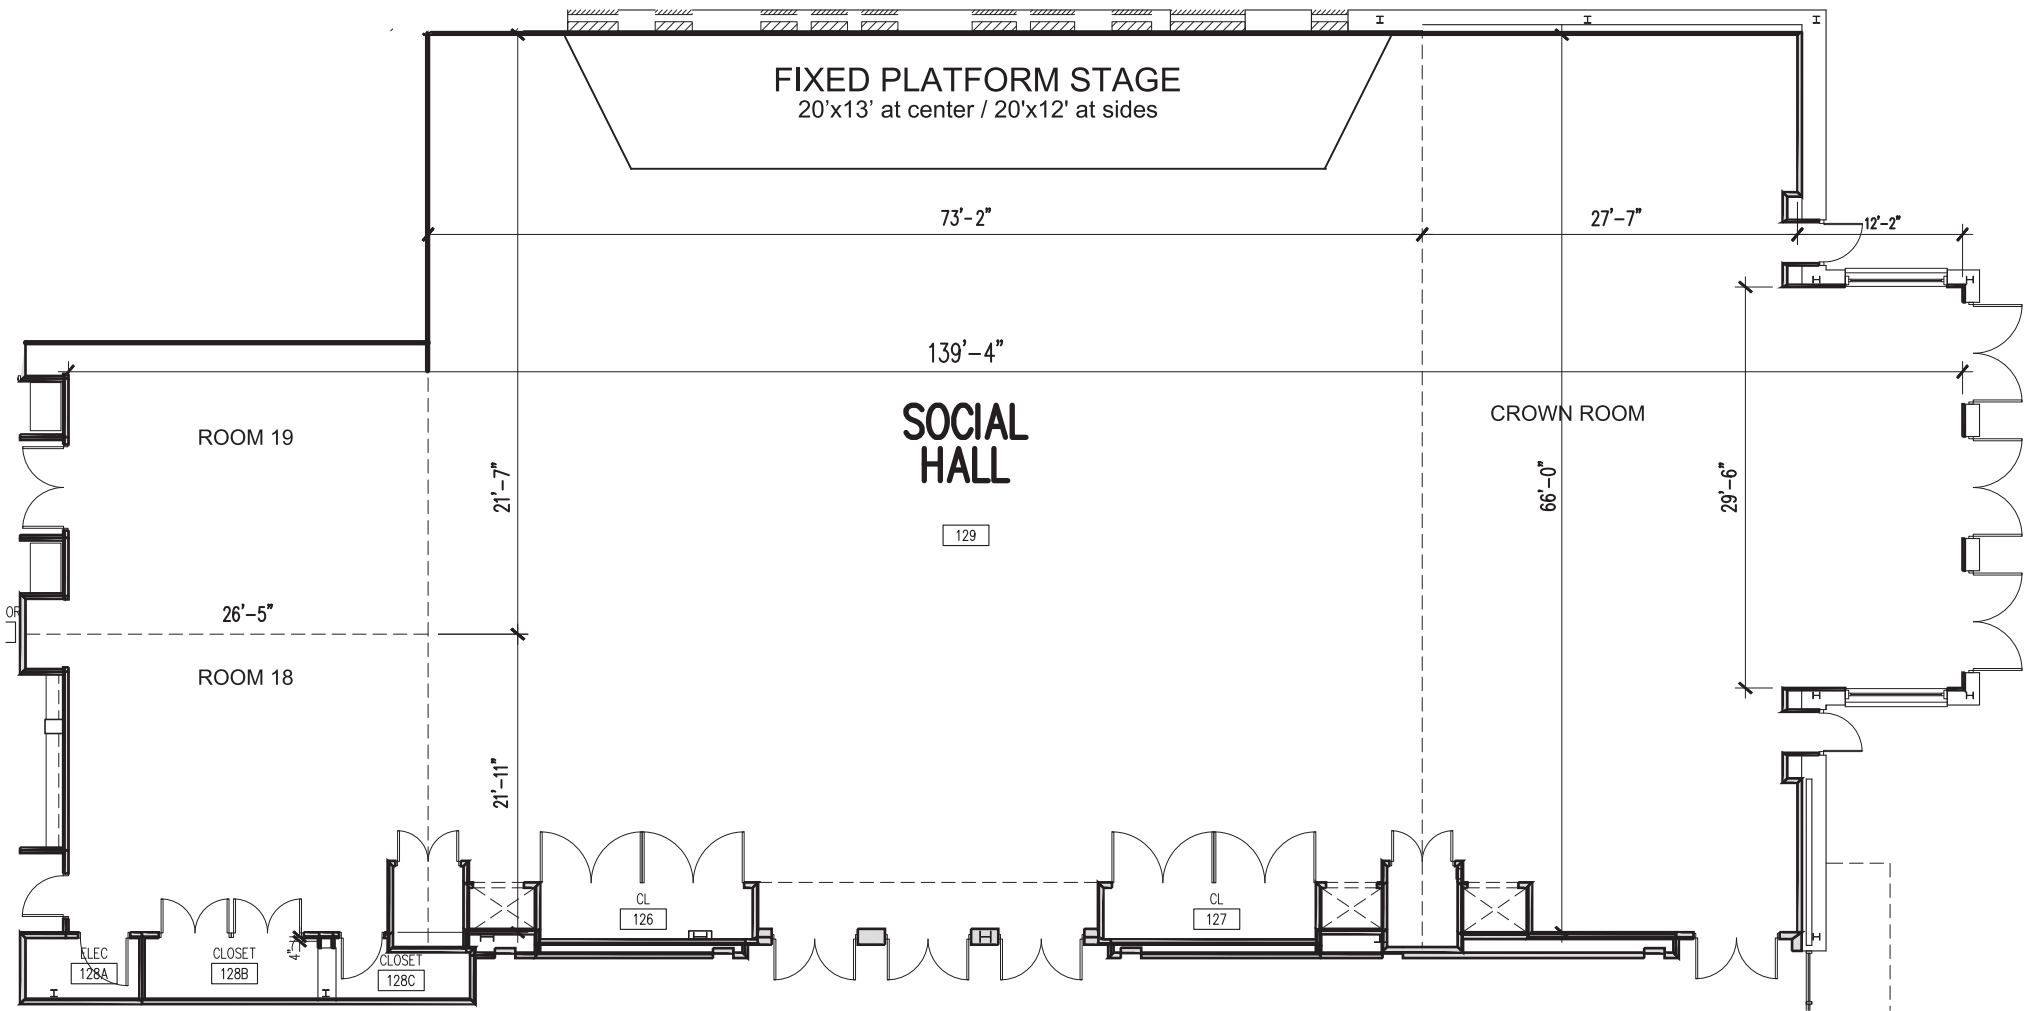 FIXED PLATFORM STAGE
20'x13' at center / 20'x12' at sides
73'-2"
27'-7"
12'-2"
139'-4"
SOCIAL
HALL
129
CROWN ROOM
ROOM 19
21'-7"
66'-0"
29'-6"
OR
26'-5"
ROOM 18
21'-11"
CL
126
CL
127
ELEC
128A
CLOSET
128B
4"
CLOSET
128C